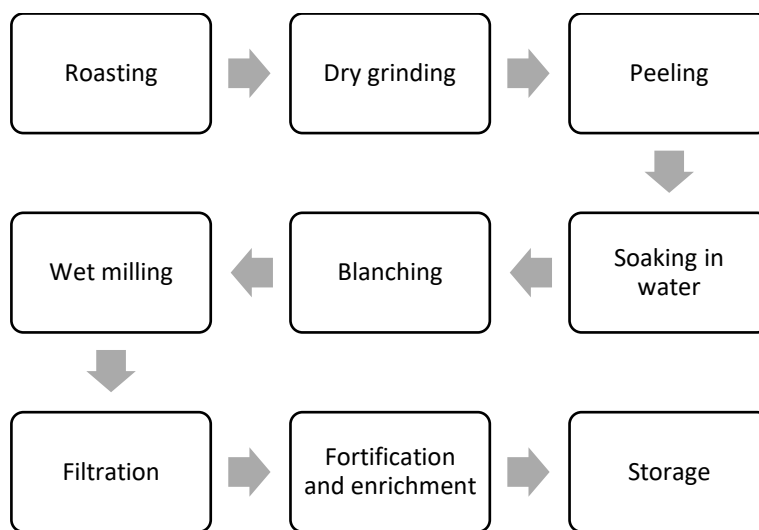 Roasting
Dry grinding
Peeling
Soaking in
water
Blanching
Wet milling
Filtration
Fortification
and enrichment
Storage